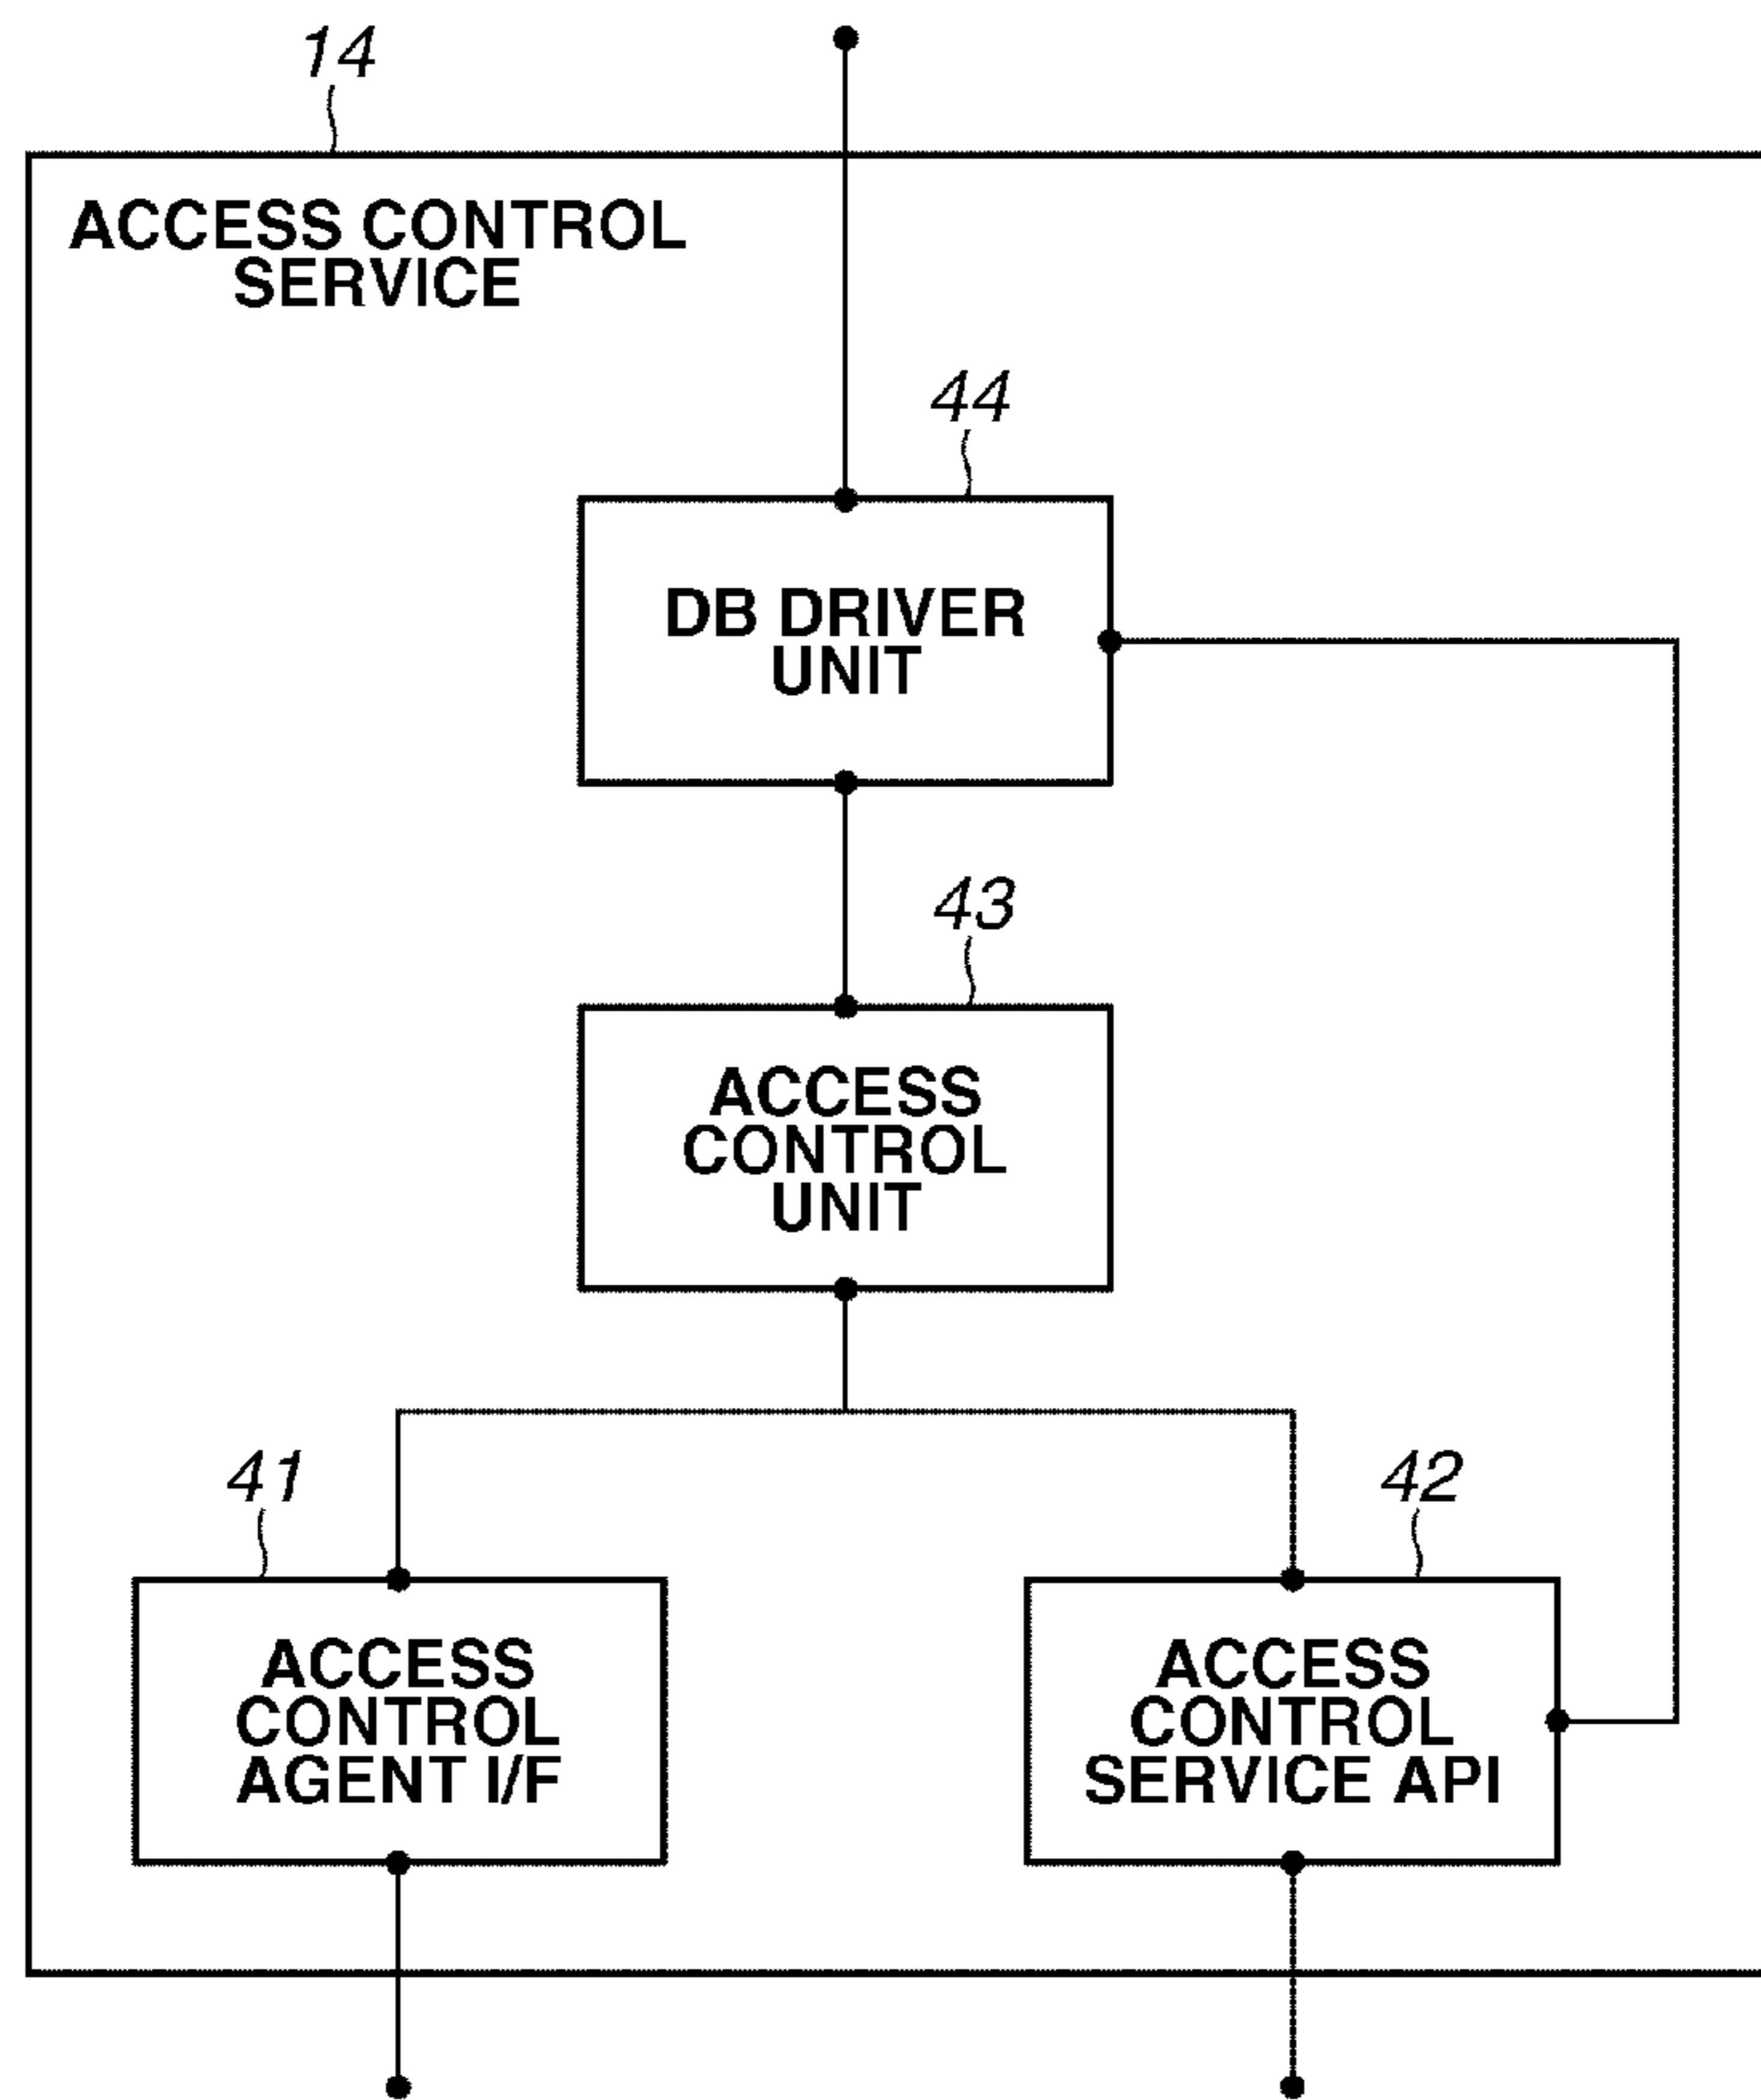 14
ACCESS CONTROL
SERVICE
44
DB DRIVER
UNIT
43
ACCESS
CONTROL
UNIT
41
ACCESS
CONTROL
AGENT I/F
42
ACCESS
CONTROL
SERVICE API